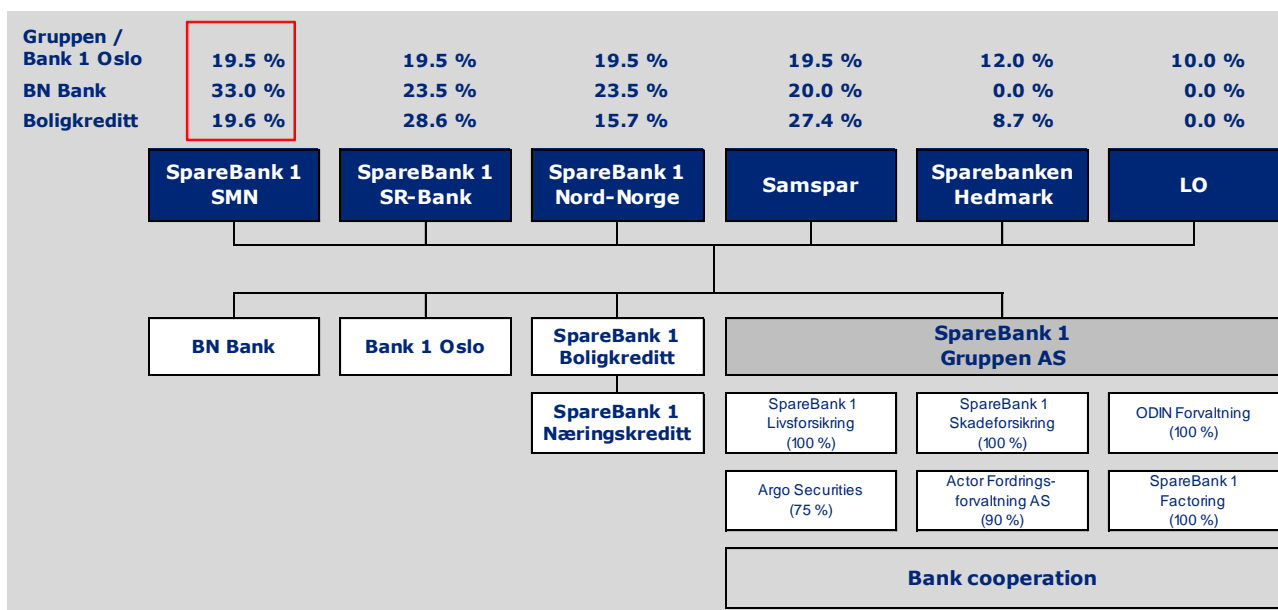 Gruppen /
Bank 1 Oslo 19.5 % 19.5 % 19.5 % 19.5 % 12.0 % 10.0 %
BN Bank 33.0 % 23.5 % 23.5 % 20.0 % 0.0 % 0.0 %
Boligkreditt 19.6 % 28.6 % 15.7 % 27.4 % 8.7 % 0.0 %
SpareBank 1
SMN
SpareBank 1
SR-Bank
SpareBank 1
Nord-Norge
Samspar
Sparebanken
Hedmark
LO
BN Bank
Bank 1 Oslo
SpareBank 1
Boligkreditt
SpareBank 1
Gruppen AS
SpareBank 1
Næringskreditt
SpareBank 1
Livsforsikring
(100 %)
SpareBank 1
Skadeforsikring
(100 %)
ODIN Forvaltning
(100 %)
Argo Securities
(75 %)
Actor Fordrings-
forvaltning AS
(90 %)
SpareBank 1
Factoring
(100 %)
Bank cooperation